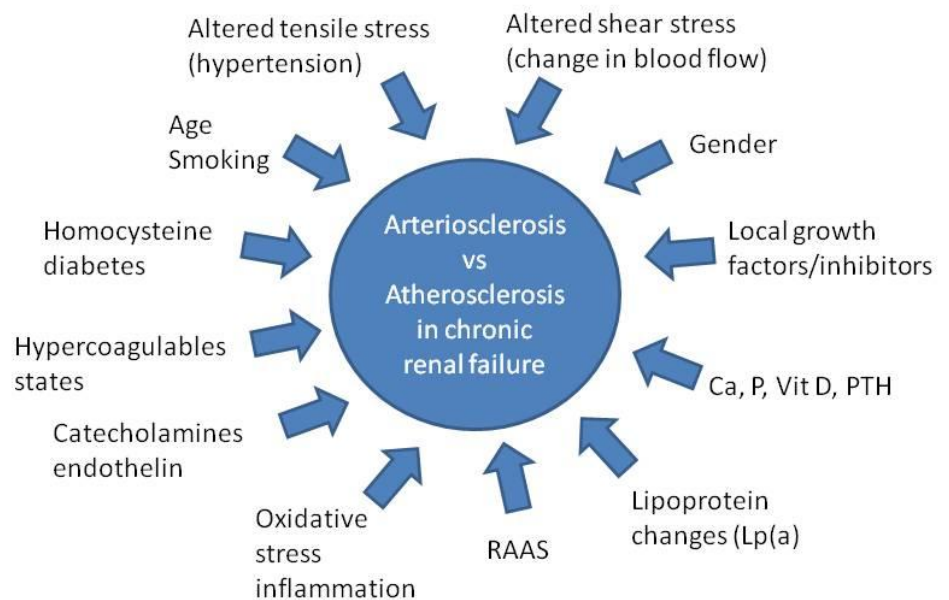 Altered tensile stress
(hypertension)
Altered shear stress
(change in blood flow)
Age
Smoking
Gender
Homocysteine
diabetes
Arteriosclerosis
vs
Atherosclerosis
in chronic
renal failure
Local growth
factors/inhibitors
Hypercoagulables
states
Ca, P, Vit D, PTH
Catecholamines
endothelin
Lipoprotein
changes (Lp(a)
Oxidative
stress
inflammation
RAAS